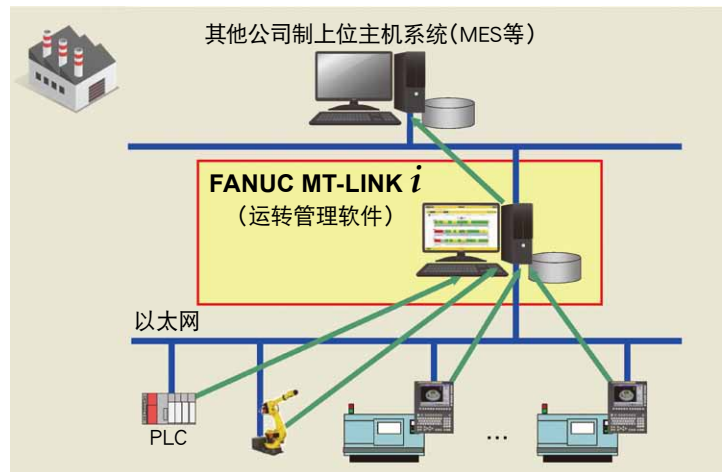 其他公司制上位主机系统(MES等)
FANUC MT-LINK i
(运转管理软件)
以太网
PLC
...